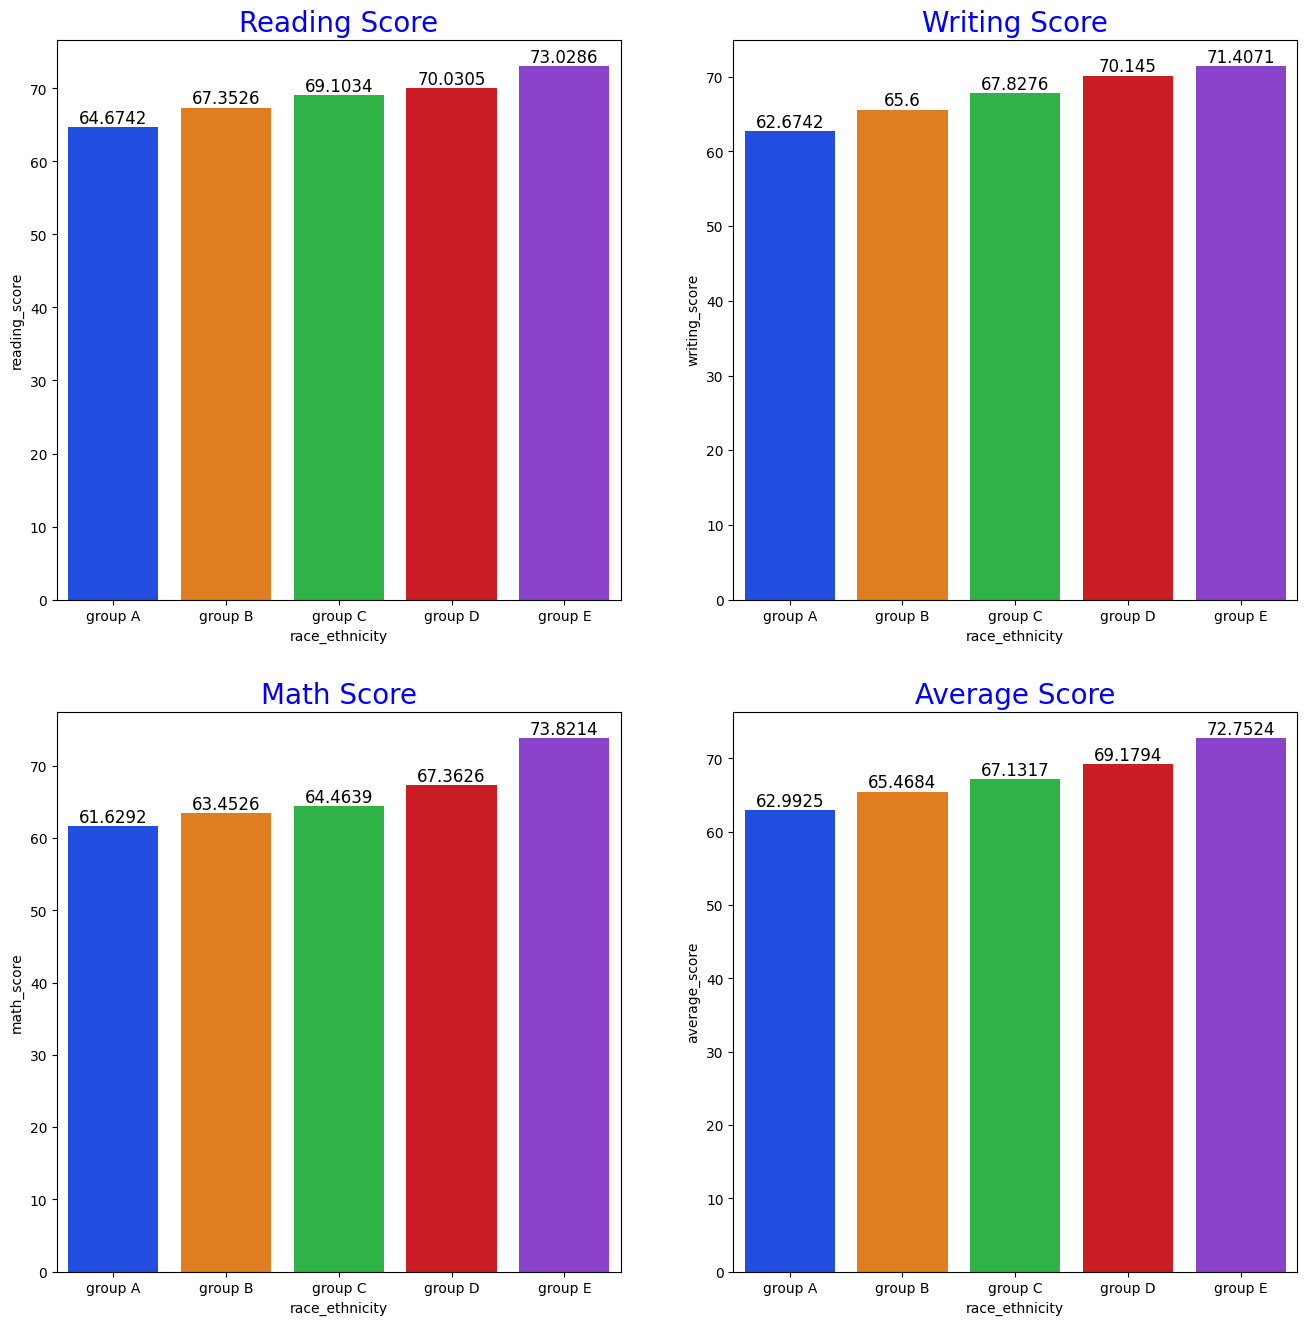 Reading Score
64.6742
67.3526
69.1034
70.0305
73.0286
70
60
50
40
30
20
10
0
reading_score
group A
group B
group C
group D
group E
race_ethnicity
Writing Score
62.6742
65.6
67.8276
70.145
71.4071
70
60
50
40
30
20
10
0
writing_score
group A
group B
group C
group D
group E
race_ethnicity
Math Score
61.6292
63.4526
64.4639
67.3626
73.8214
70
60
50
40
30
20
10
0
math_score
group A
group B
group C
group D
group E
race_ethnicity
Average Score
62.9925
65.4684
67.1317
69.1794
72.7524
70
60
50
40
30
20
10
0
average_score
group A
group B
group C
group D
group E
race_ethnicity